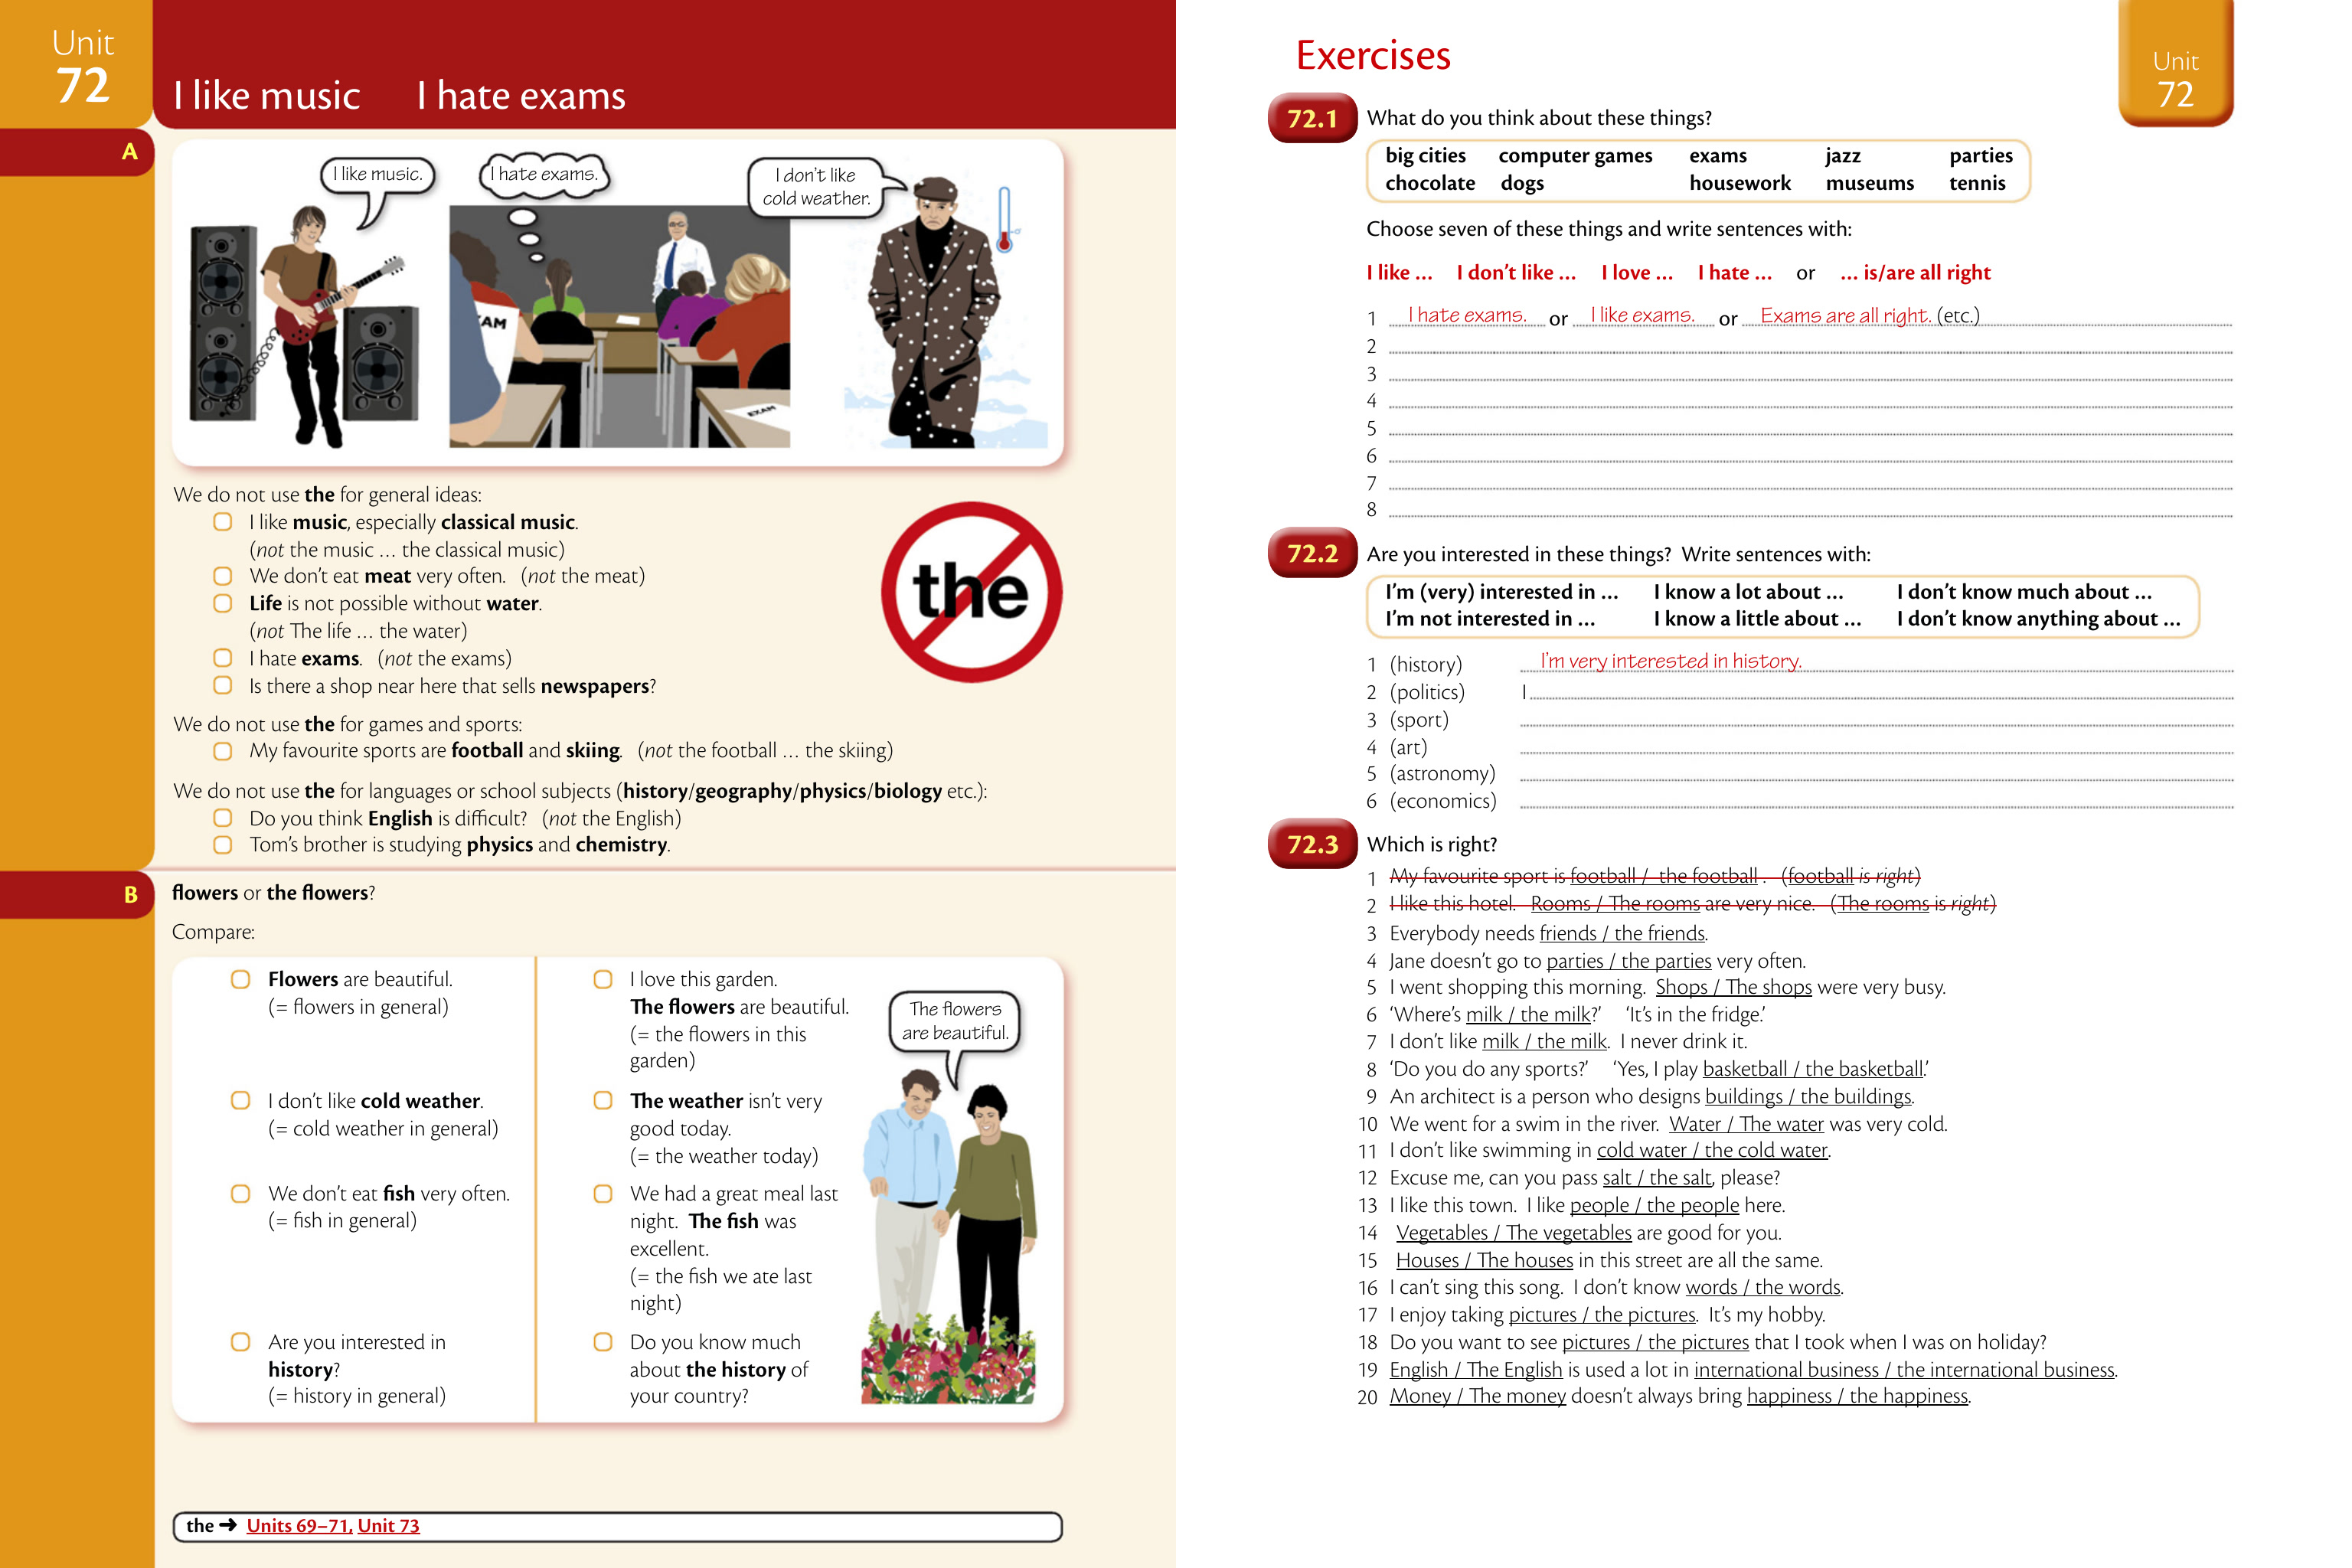 Unit
72
I like music I hate exams
A
I like music.
I hate exams.
I don't like
cold weather.
EXAM
We do not use the for general ideas:
I like music, especially classical music.
(not the music … the classical music)
We don't eat meat very often. (not the meat)
Life is not possible without water.
(not The life … the water)
I hate exams. (not the exams)
Is there a shop near here that sells newspapers?
the
We do not use the for games and sports:
My favourite sports are football and skiing. (not the football … the skiing)
We do not use the for languages or school subjects (history/geography/physics/biology etc.):
Do you think English is difficult? (not the English)
Tom's brother is studying physics and chemistry.
B
flowers or the flowers?
Compare:
Flowers are beautiful.
(= flowers in general)
I don't like cold weather.
(= cold weather in general)
We don't eat fish very often.
(= fish in general)
Are you interested in
history?
(= history in general)
I love this garden.
The flowers are beautiful.
(= the flowers in this
garden)
The weather isn't very
good today.
(= the weather today)
We had a great meal last
night. The fish was
excellent.
(= the fish we ate last
night)
Do you know much
about the history of
your country?
The flowers
are beautiful.
the ➜ Units 69–71, Unit 73
Exercises
Unit
72
72.1 What do you think about these things?
big cities computer games exams jazz parties
chocolate dogs housework museums tennis
Choose seven of these things and write sentences with:
I like … I don't like … I love … I hate … or … is/are all right
1 I hate exams. or I like exams. or Exams are all right. (etc.)
2
3
4
5
6
7
8
72.2 Are you interested in these things? Write sentences with:
I'm (very) interested in … I know a lot about … I don't know much about …
I'm not interested in … I know a little about … I don't know anything about …
1 (history) I'm very interested in history.
2 (politics) I
3 (sport)
4 (art)
5 (astronomy)
6 (economics)
72.3 Which is right?
1 My favourite sport is football / the football . (football is right)
2 I like this hotel. Rooms / The rooms are very nice. (The rooms is right)
3 Everybody needs friends / the friends.
4 Jane doesn't go to parties / the parties very often.
5 I went shopping this morning. Shops / The shops were very busy.
6 'Where's milk / the milk?' 'It's in the fridge.'
7 I don't like milk / the milk. I never drink it.
8 'Do you do any sports?' 'Yes, I play basketball / the basketball.'
9 An architect is a person who designs buildings / the buildings.
10 We went for a swim in the river. Water / The water was very cold.
11 I don't like swimming in cold water / the cold water.
12 Excuse me, can you pass salt / the salt, please?
13 I like this town. I like people / the people here.
14 Vegetables / The vegetables are good for you.
15 Houses / The houses in this street are all the same.
16 I can't sing this song. I don't know words / the words.
17 I enjoy taking pictures / the pictures. It's my hobby.
18 Do you want to see pictures / the pictures that I took when I was on holiday?
19 English / The English is used a lot in international business / the international business.
20 Money / The money doesn't always bring happiness / the happiness.